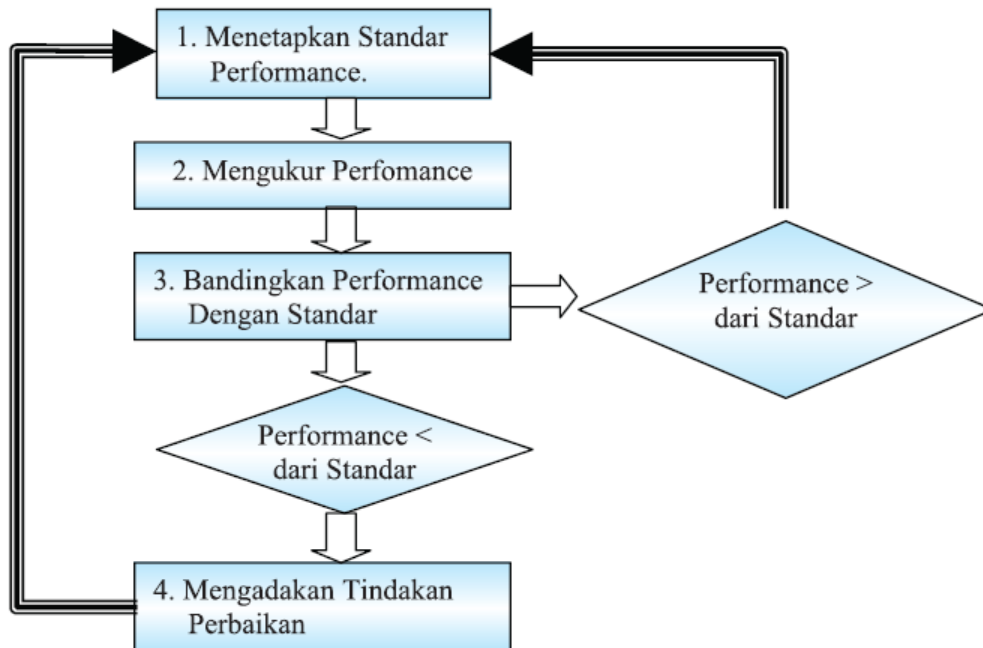 1. Menetapkan Standar
Performance.
2. Mengukur Perfomance
3. Bandingkan Performance
Dengan Standar
Performance >
dari Standar
Performance <
dari Standar
4. Mengadakan Tindakan
Perbaikan